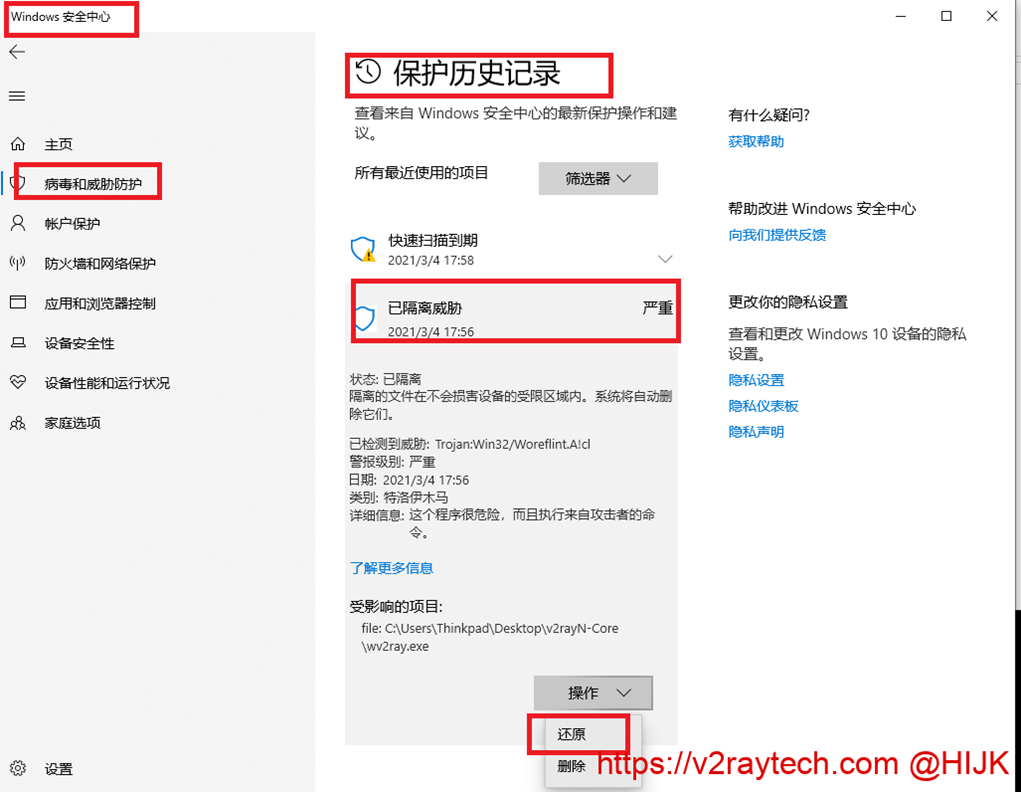 Windows 安全中心
主页
病毒和威胁防护
帐户保护
防火墙和网络保护
应用和浏览器控制
设备安全性
设备性能和运行状况
家庭选项
设置
保护历史记录
查看来自 Windows 安全中心的最新保护操作和建
议。
所有最近使用的项目
筛选器
快速扫描到期
2021/3/4 17:58
已隔离威胁
严重
2021/3/4 17:56
状态: 已隔离
隔离的文件在不会损害设备的受限区域内。系统将自动删
除它们。
已检测到威胁: Trojan:Win32/Woreflint.A!cl
警报级别: 严重
日期: 2021/3/4 17:56
类别: 特洛伊木马
详细信息: 这个程序很危险，而且执行来自攻击者的命
令。
了解更多信息
受影响的项目:
file: C:\Users\Thinkpad\Desktop\v2rayN-Core
\wv2ray.exe
操作
还原
删除
有什么疑问?
获取帮助
帮助改进 Windows 安全中心
向我们提供反馈
更改你的隐私设置
查看和更改 Windows 10 设备的隐私
设置。
隐私设置
隐私仪表板
隐私声明
https://v2raytech.com @HIJK